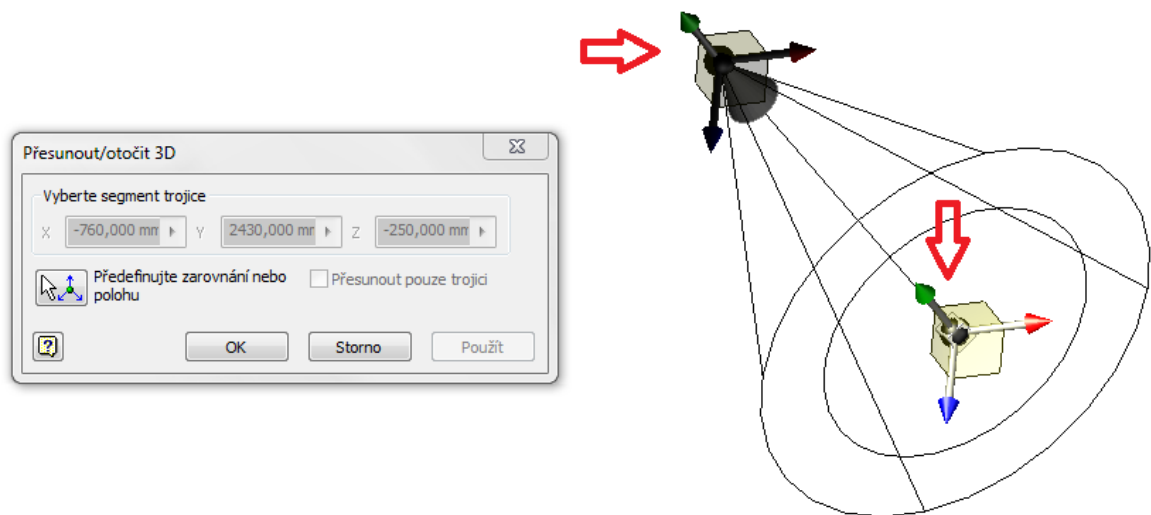 Přesunout/otočit 3D
Vyberte segment trojice
X -760,000 mm Y 2430,000 mr Z -250,000 mm
Předefinujte zarovnání nebo
polohu
Přesunout pouze trojici
?
OK Storno Použít